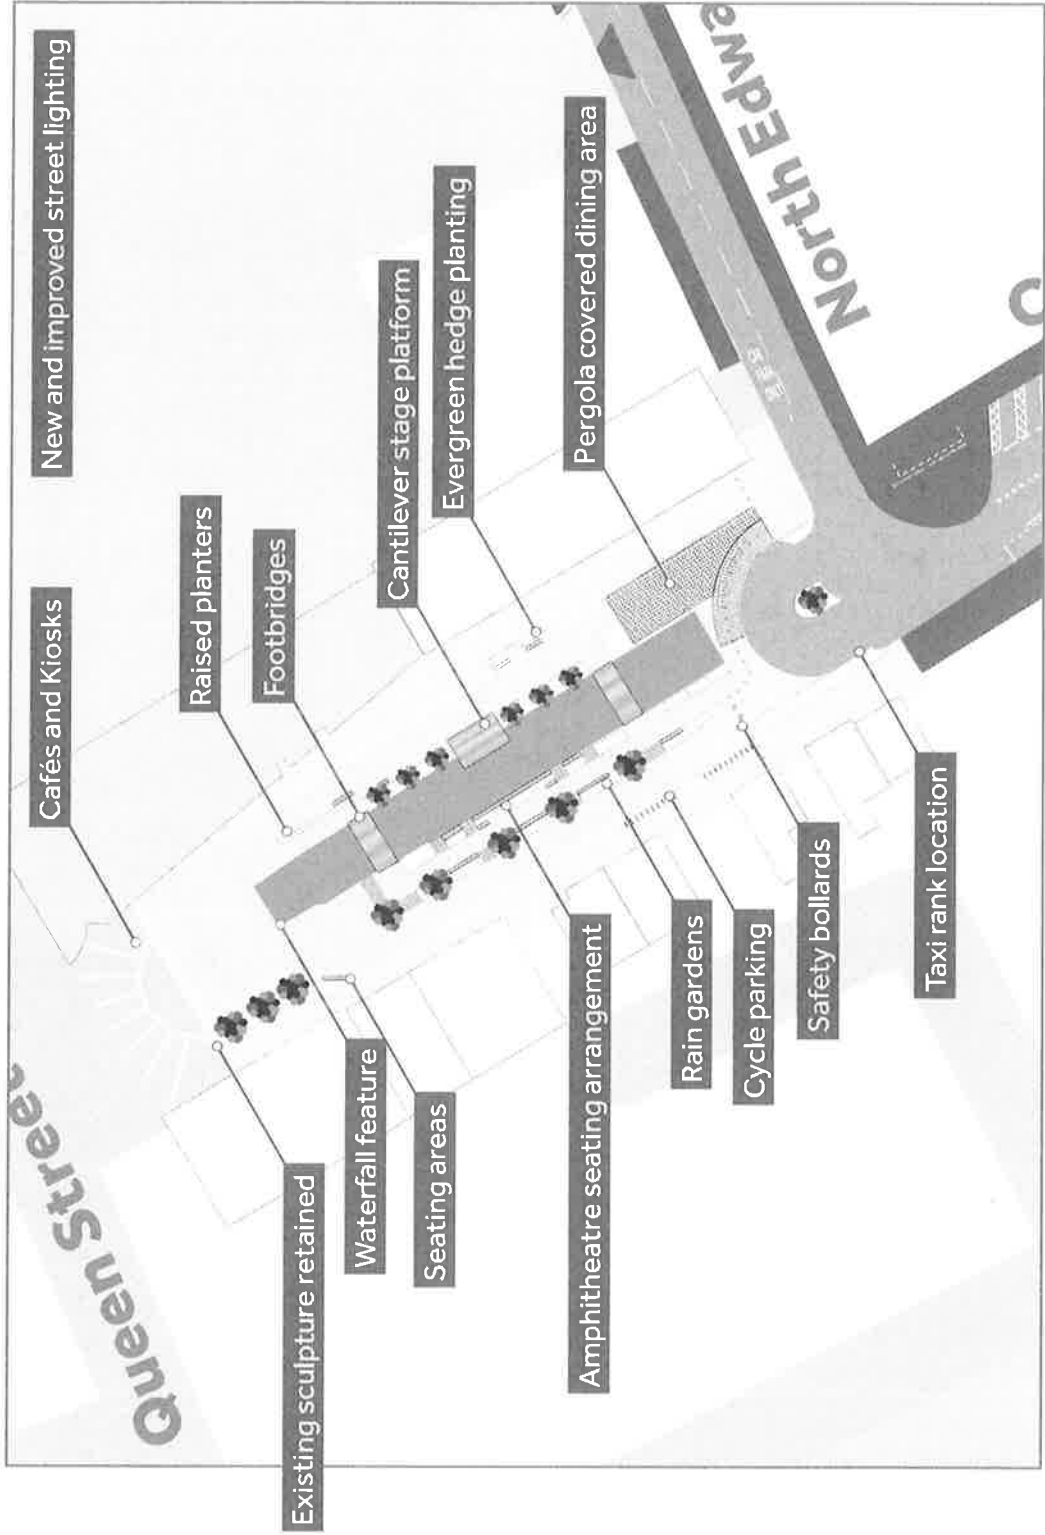 Queen Street
Cafés and Kiosks
New and improved street lighting
Existing sculpture retained
Raised planters
Footbridges
Waterfall feature
Seating areas
Cantilever stage platform
Evergreen hedge planting
Amphitheatre seating arrangement
Pergola covered dining area
Rain gardens
Cycle parking
Safety bollards
Taxi rank location
North Edwa